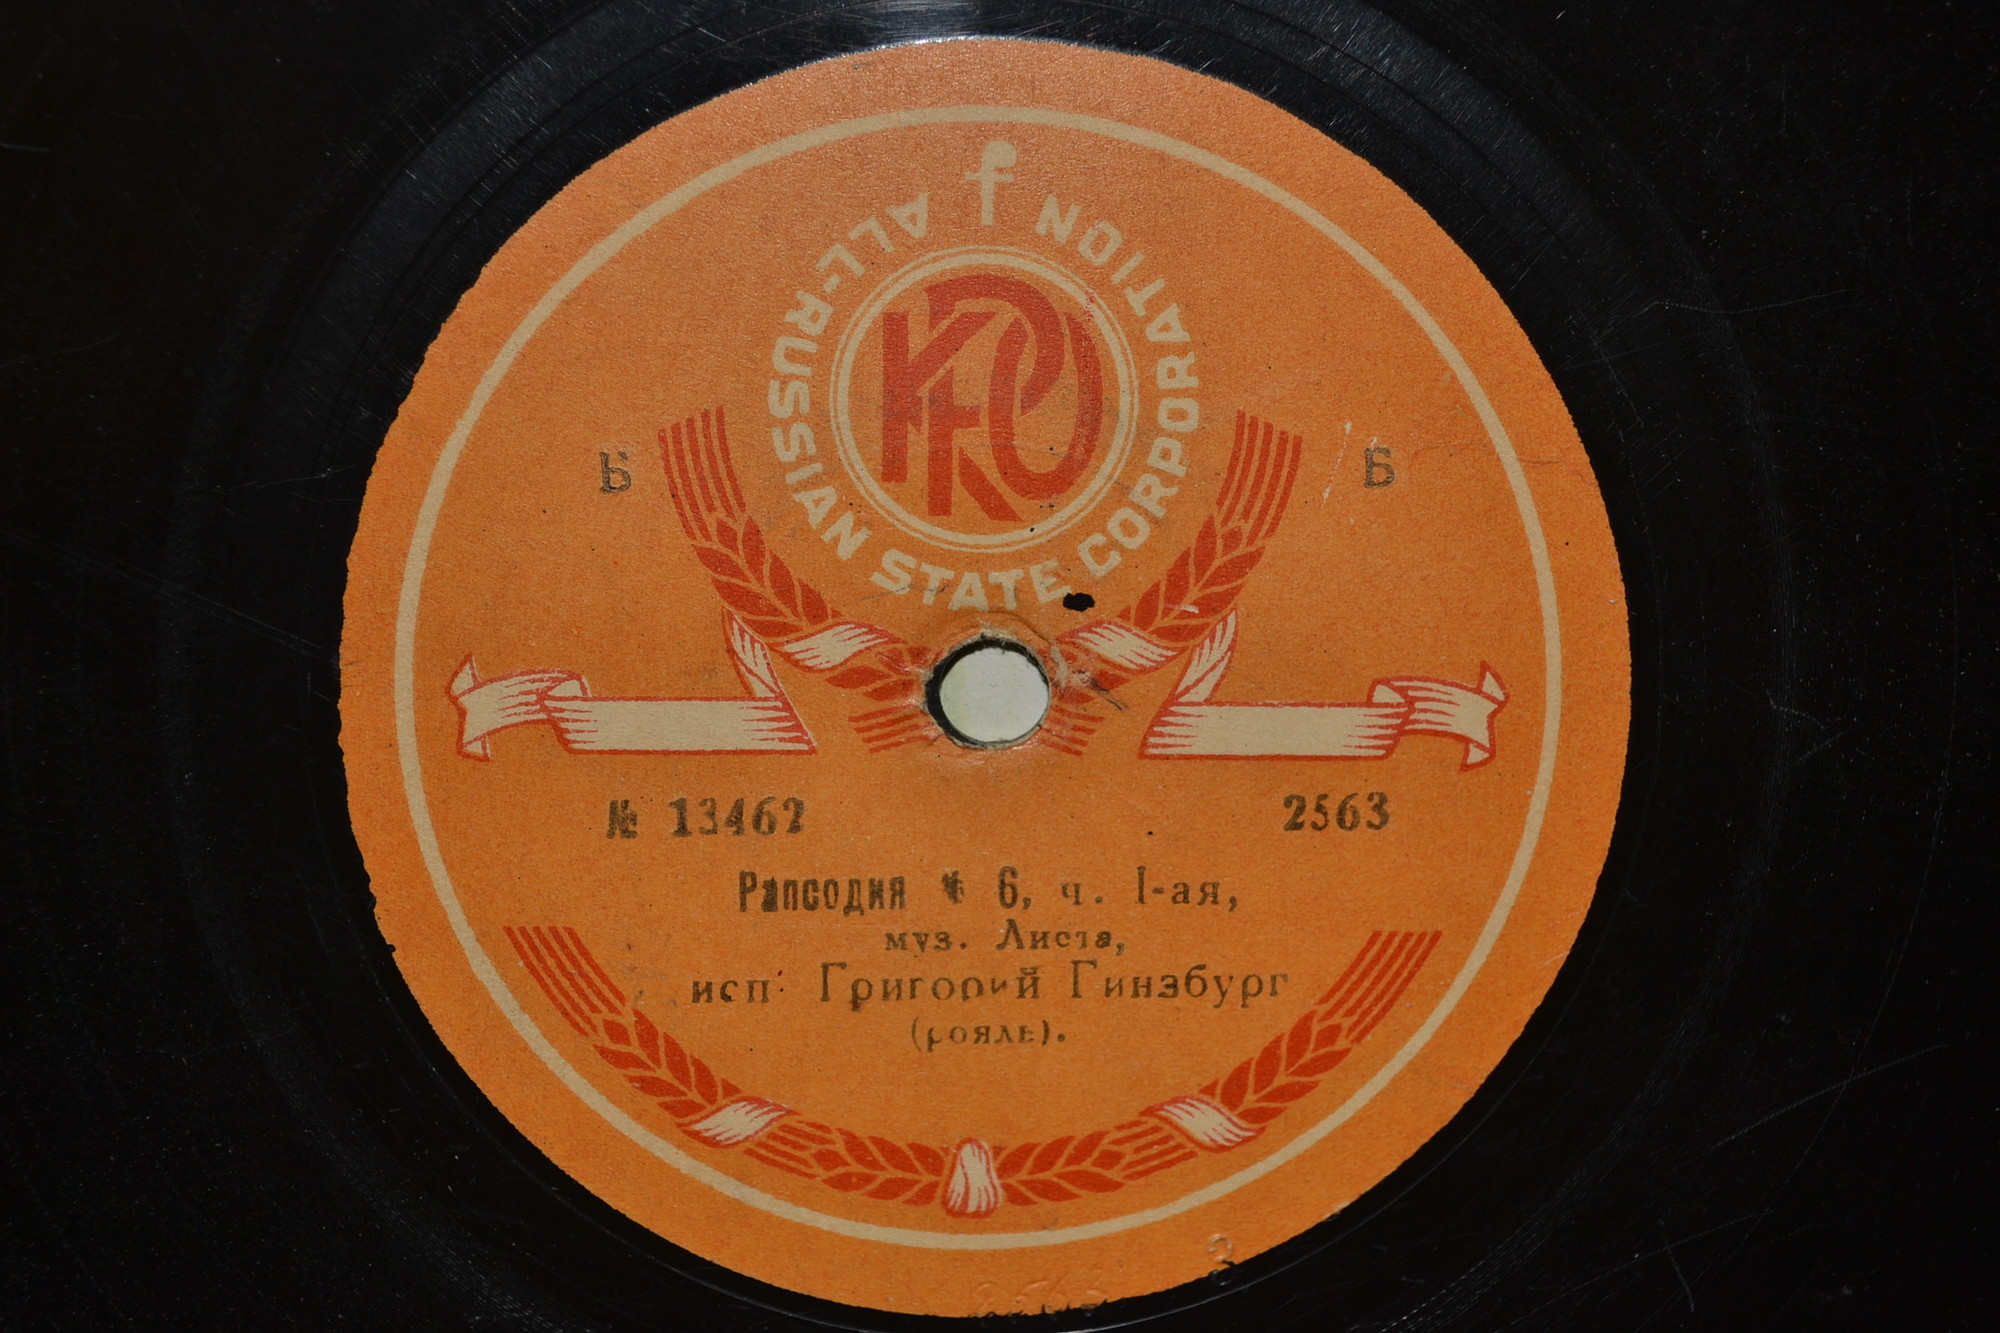 ALL-RUSSIAN STATE CORPORATION
Б Б
№ 13462 2563
Рапсодия № 6, ч. I-ая,
муз. Листа,
исп. Григорий Гинзбург
(рояль).